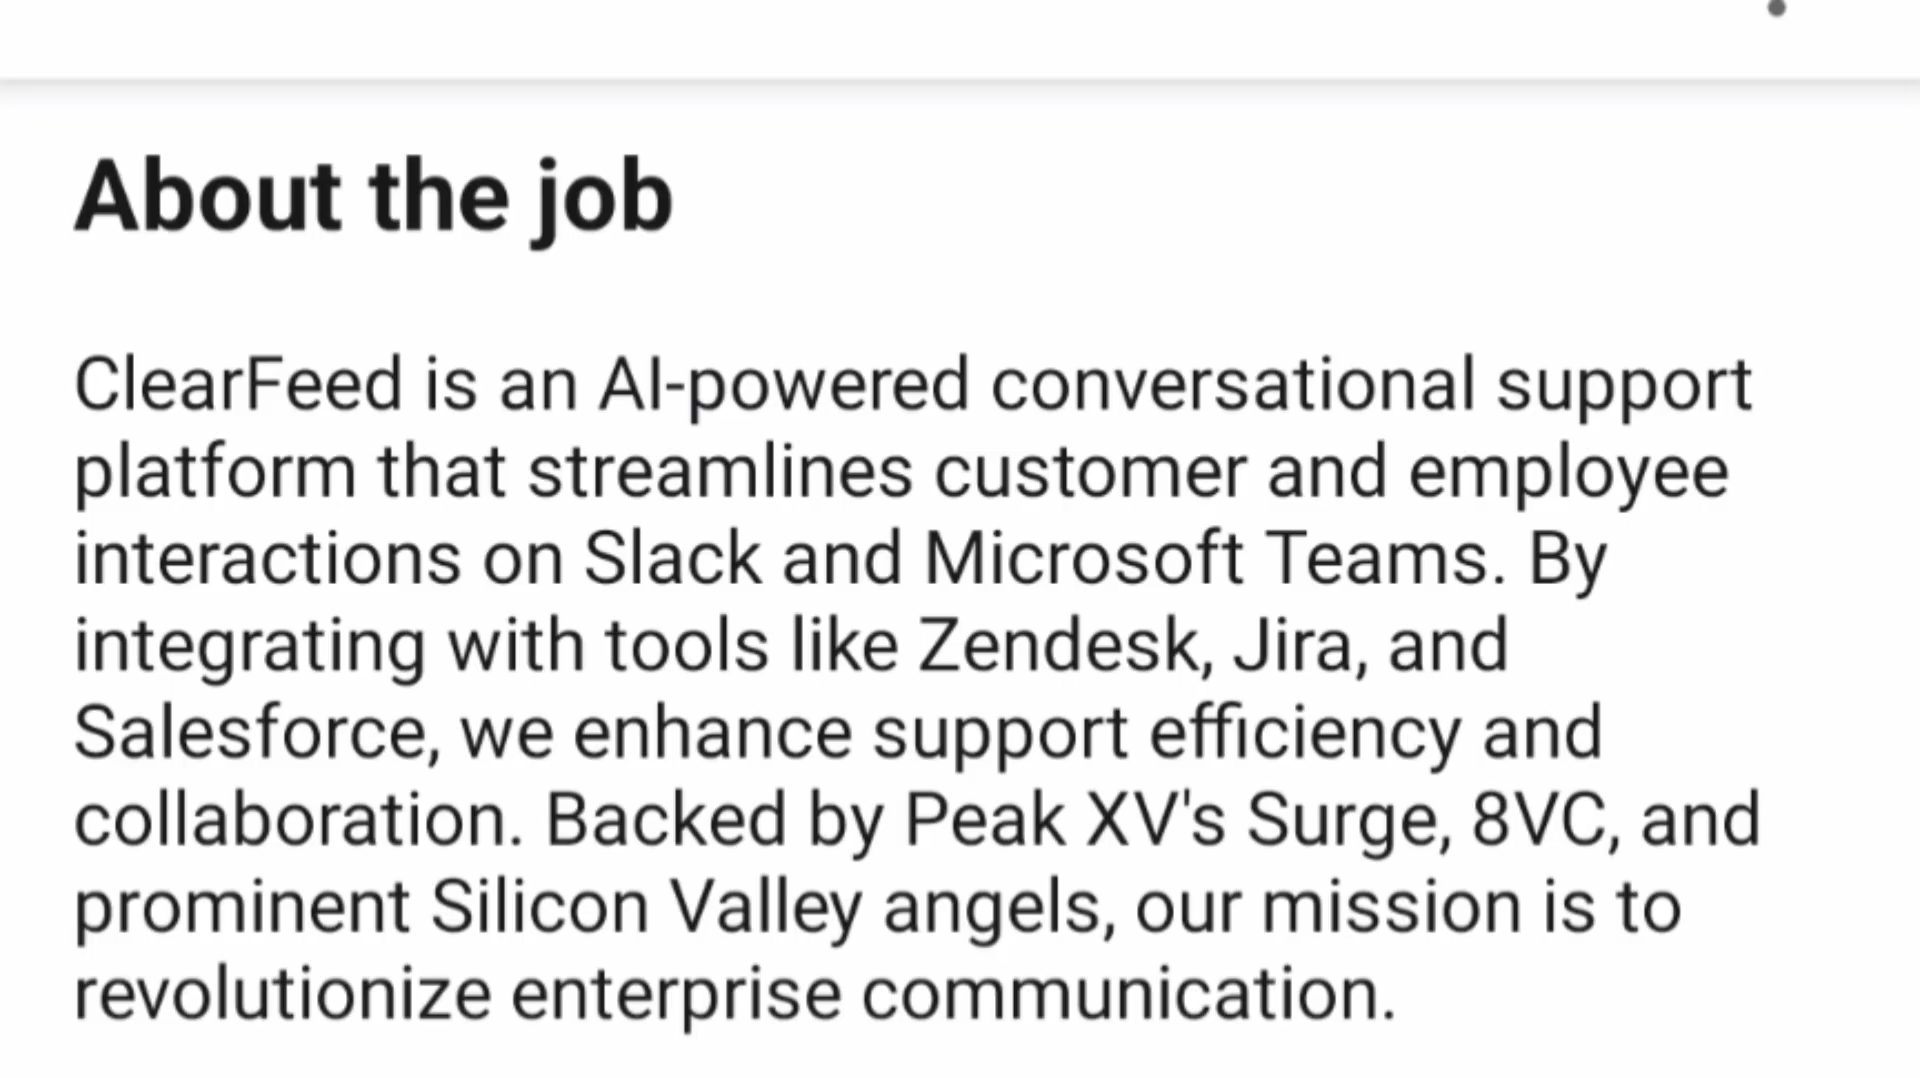 About the job
ClearFeed is an AI-powered conversational support
platform that streamlines customer and employee
interactions on Slack and Microsoft Teams. By
integrating with tools like Zendesk, Jira, and
Salesforce, we enhance support efficiency and
collaboration. Backed by Peak XV's Surge, 8VC, and
prominent Silicon Valley angels, our mission is to
revolutionize enterprise communication.